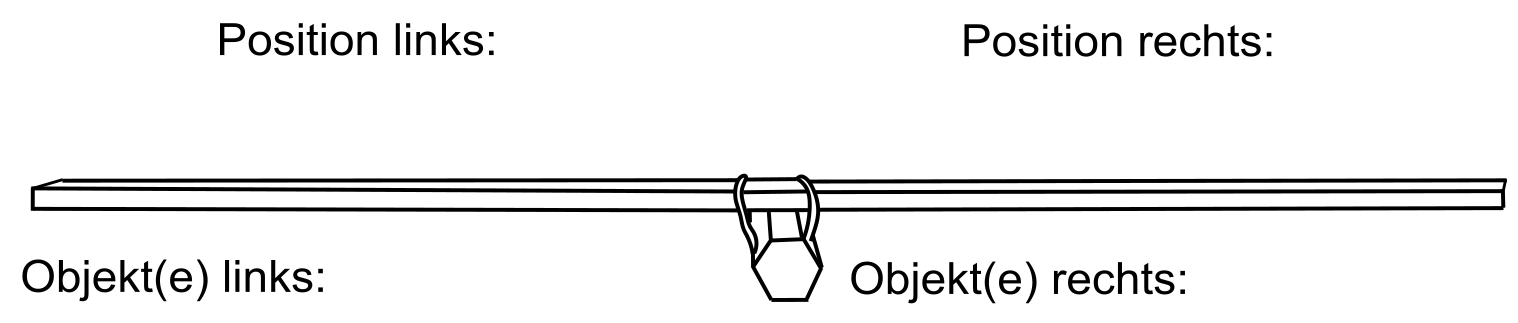 Position links:
Position rechts:
Objekt(e) links:
Objekt(e) rechts: